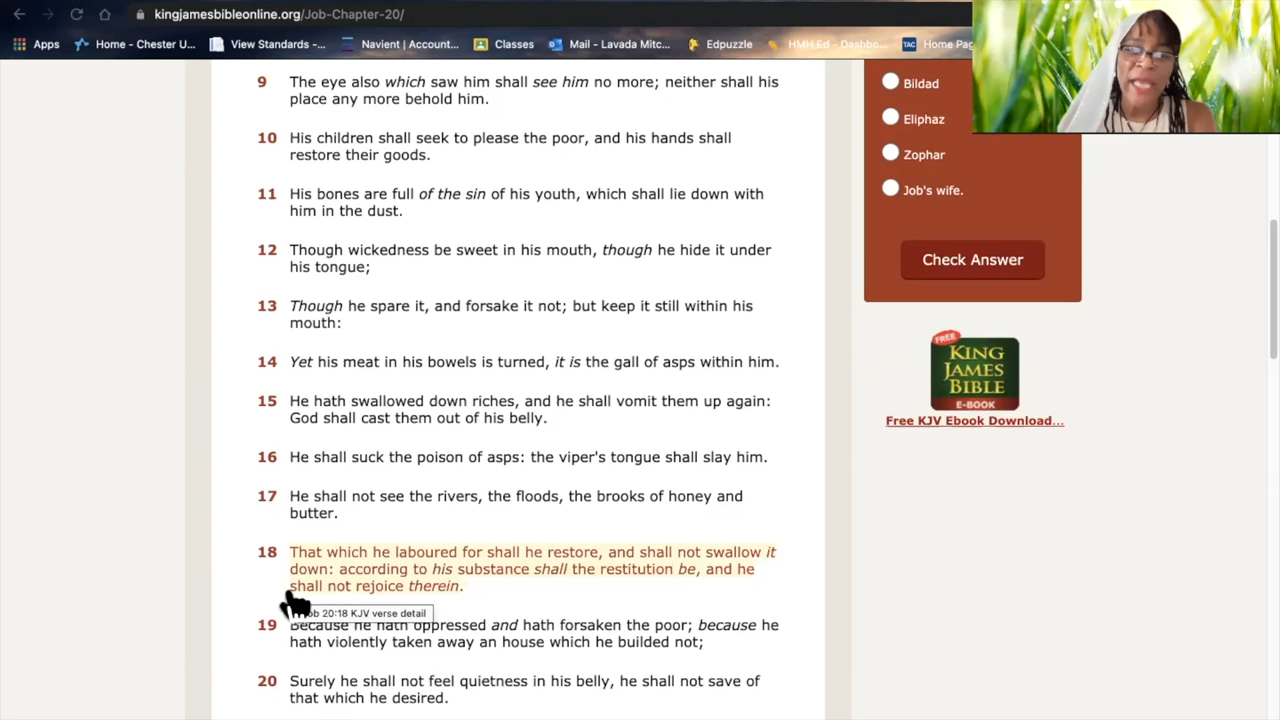 kingjamesbibleonline.org/Job-Chapter-20/
Apps Home - Chester U... View Standards -... Navient | Account... Classes Mail - Lavada Mitc... Edpuzzle HMH Ed - Dashbo... TAC Home Pag
9 The eye also which saw him shall see him no more; neither shall his
place any more behold him.
10 His children shall seek to please the poor, and his hands shall
restore their goods.
11 His bones are full of the sin of his youth, which shall lie down with
him in the dust.
12 Though wickedness be sweet in his mouth, though he hide it under
his tongue;
13 Though he spare it, and forsake it not; but keep it still within his
mouth:
14 Yet his meat in his bowels is turned, it is the gall of asps within him.
15 He hath swallowed down riches, and he shall vomit them up again:
God shall cast them out of his belly.
16 He shall suck the poison of asps: the viper's tongue shall slay him.
17 He shall not see the rivers, the floods, the brooks of honey and
butter.
18 That which he laboured for shall he restore, and shall not swallow it
down: according to his substance shall the restitution be, and he
shall not rejoice therein.
ob 20:18 KJV verse detail
19 Because he hath oppressed and hath forsaken the poor; because he
hath violently taken away an house which he builded not;
20 Surely he shall not feel quietness in his belly, he shall not save of
that which he desired.
Bildad
Eliphaz
Zophar
Job's wife.
Check Answer
FREE
KING
JAMES
BIBLE
E-BOOK
Free KJV Ebook Download...